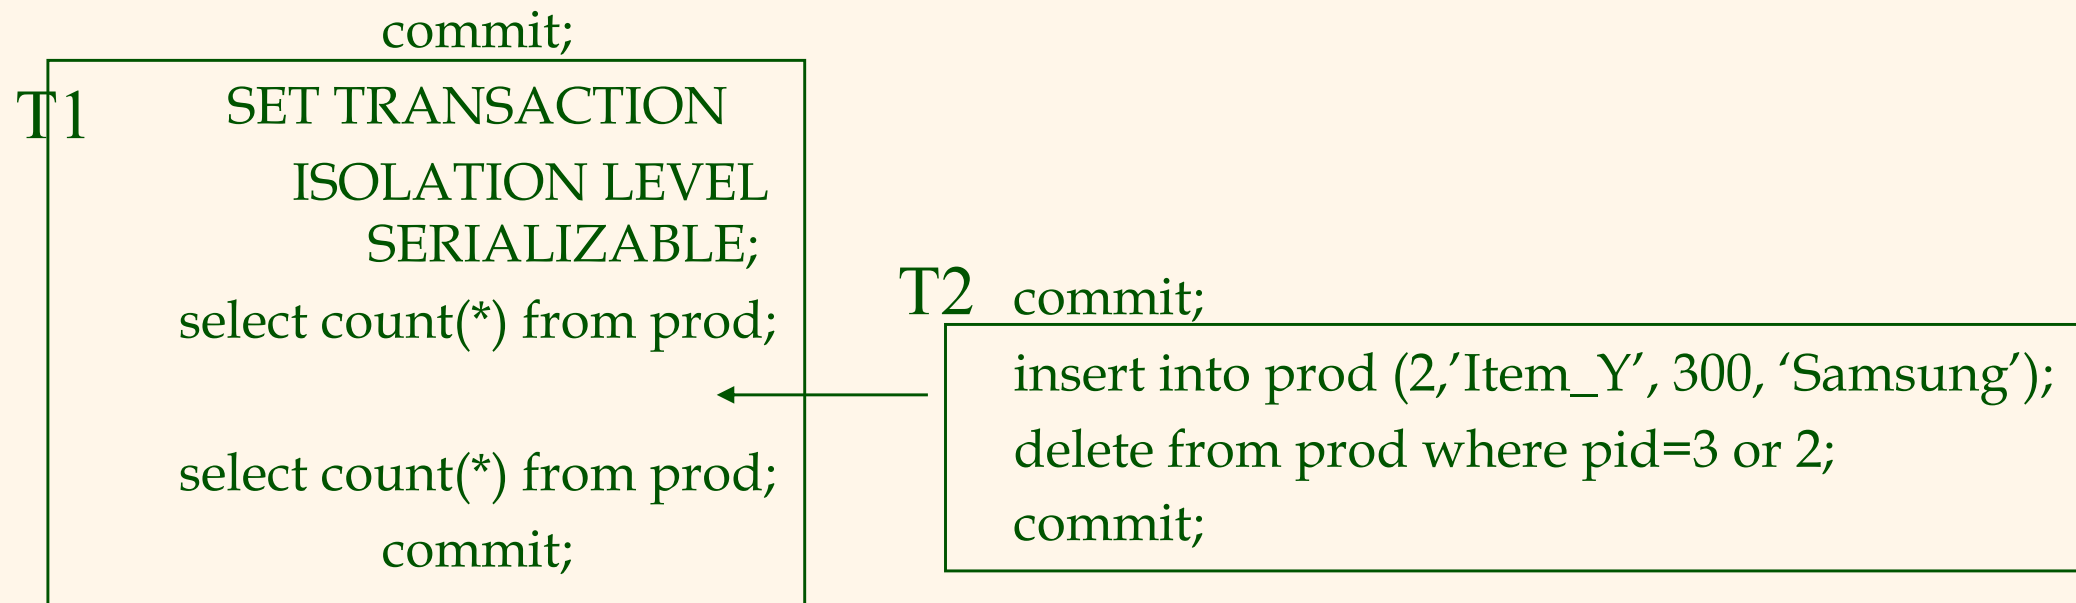 commit;
T1
SET TRANSACTION
ISOLATION LEVEL
SERIALIZABLE;
select count(*) from prod;
select count(*) from prod;
commit;
T2
commit;
insert into prod (2,’Item_Y’, 300, ‘Samsung’);
delete from prod where pid=3 or 2;
commit;